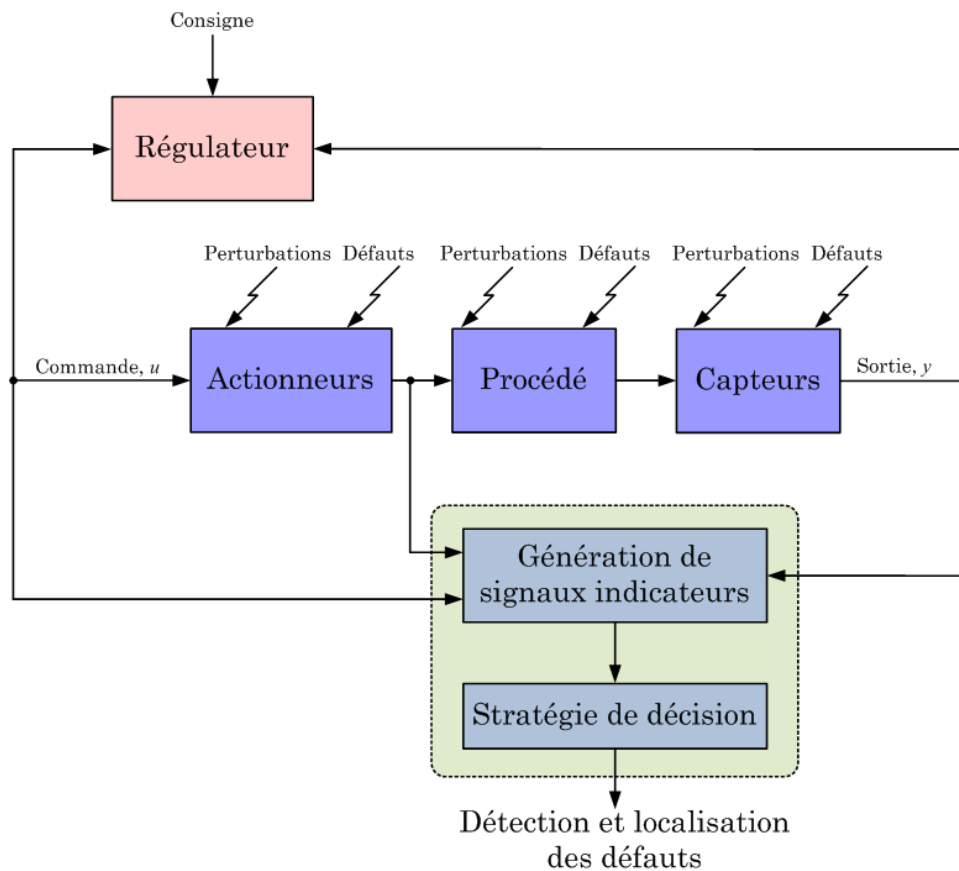 Consigne
Régulateur
Perturbations Défauts Perturbations Défauts Perturbations Défauts
Commande, u Actionneurs Procédé Capteurs Sortie, y
Génération de
signaux indicateurs
Stratégie de décision
Détection et localisation
des défauts